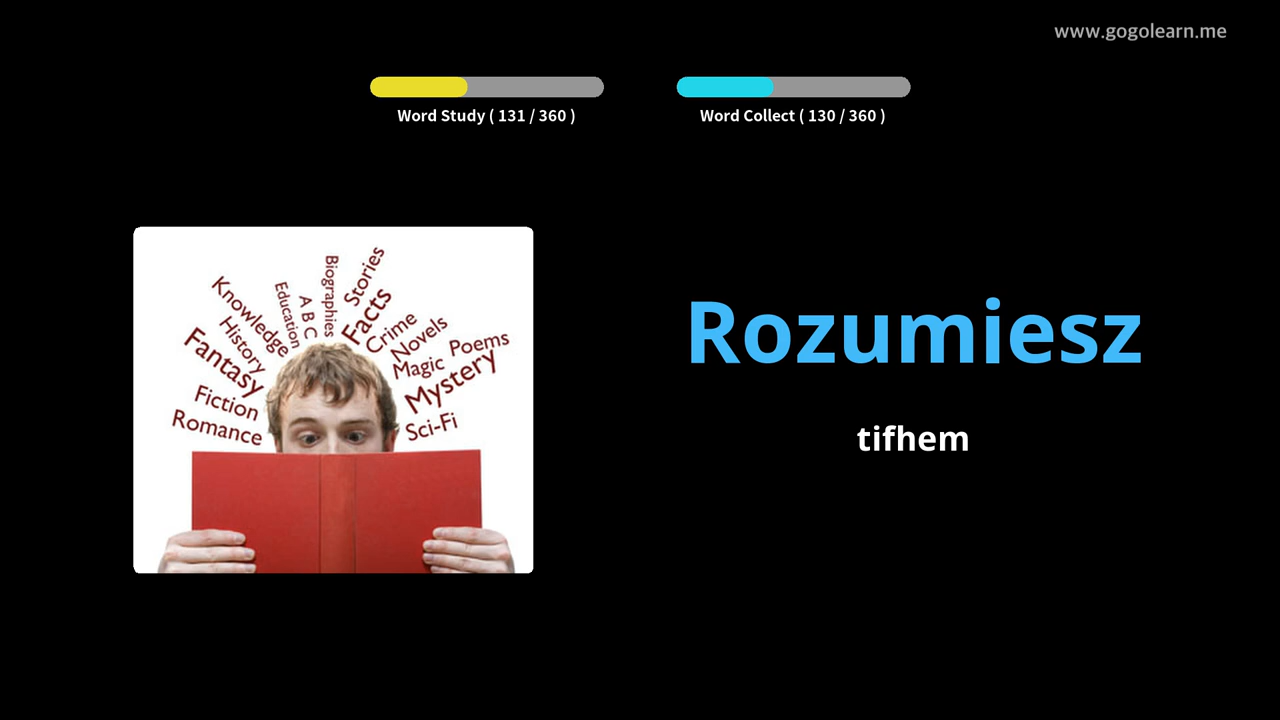 www.gogolearn.me
Word Study ( 131 / 360 )
Word Collect ( 130 / 360 )
Stories
Biographies
Facts
A B C
Education
Knowledge
Crime
Novels
History
Poems
Fantasy
Magic
Mystery
Fiction
Romance
Sci-Fi
Rozumiesz
tifhem